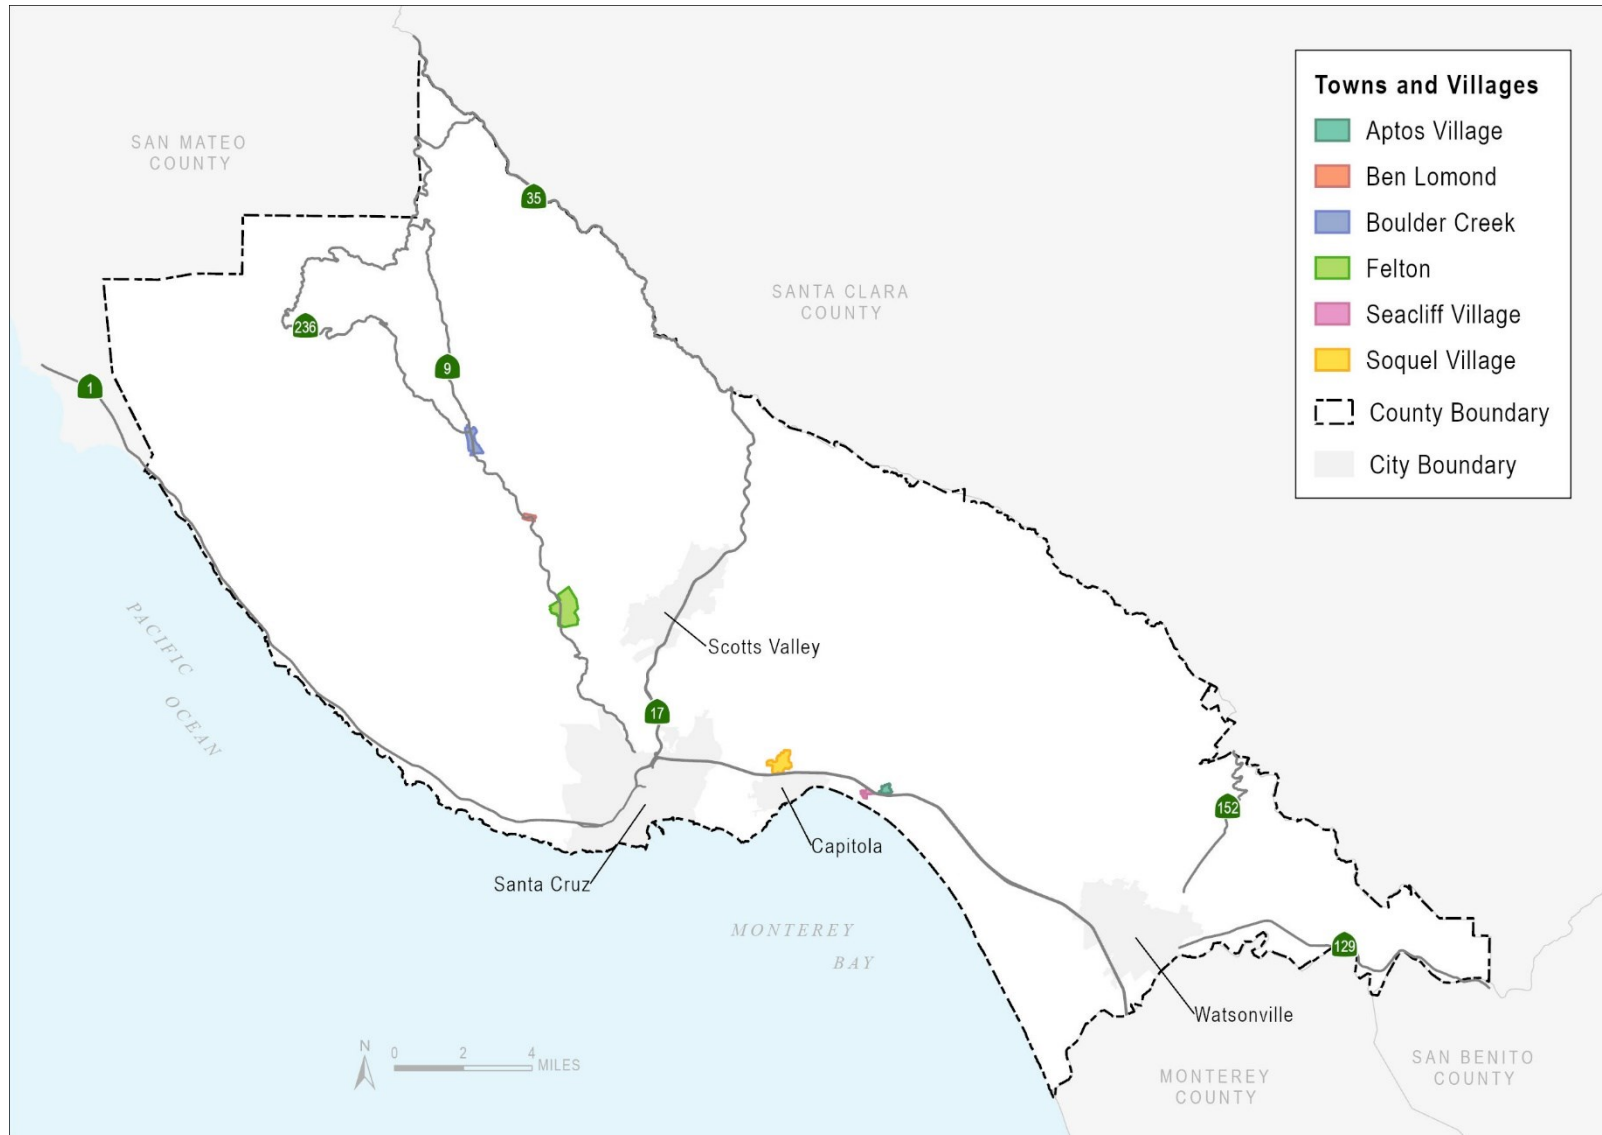 SAN MATEO
COUNTY
35
SANTA CLARA
COUNTY
236
9
1
PACIFIC
OCEAN
Scotts Valley
17
Capitola
Santa Cruz
152
MONTEREY
BAY
129
Watsonville
SAN BENITO
COUNTY
MONTEREY
COUNTY
N
0 2 4
MILES
Towns and Villages
Aptos Village
Ben Lomond
Boulder Creek
Felton
Seacliff Village
Soquel Village
County Boundary
City Boundary